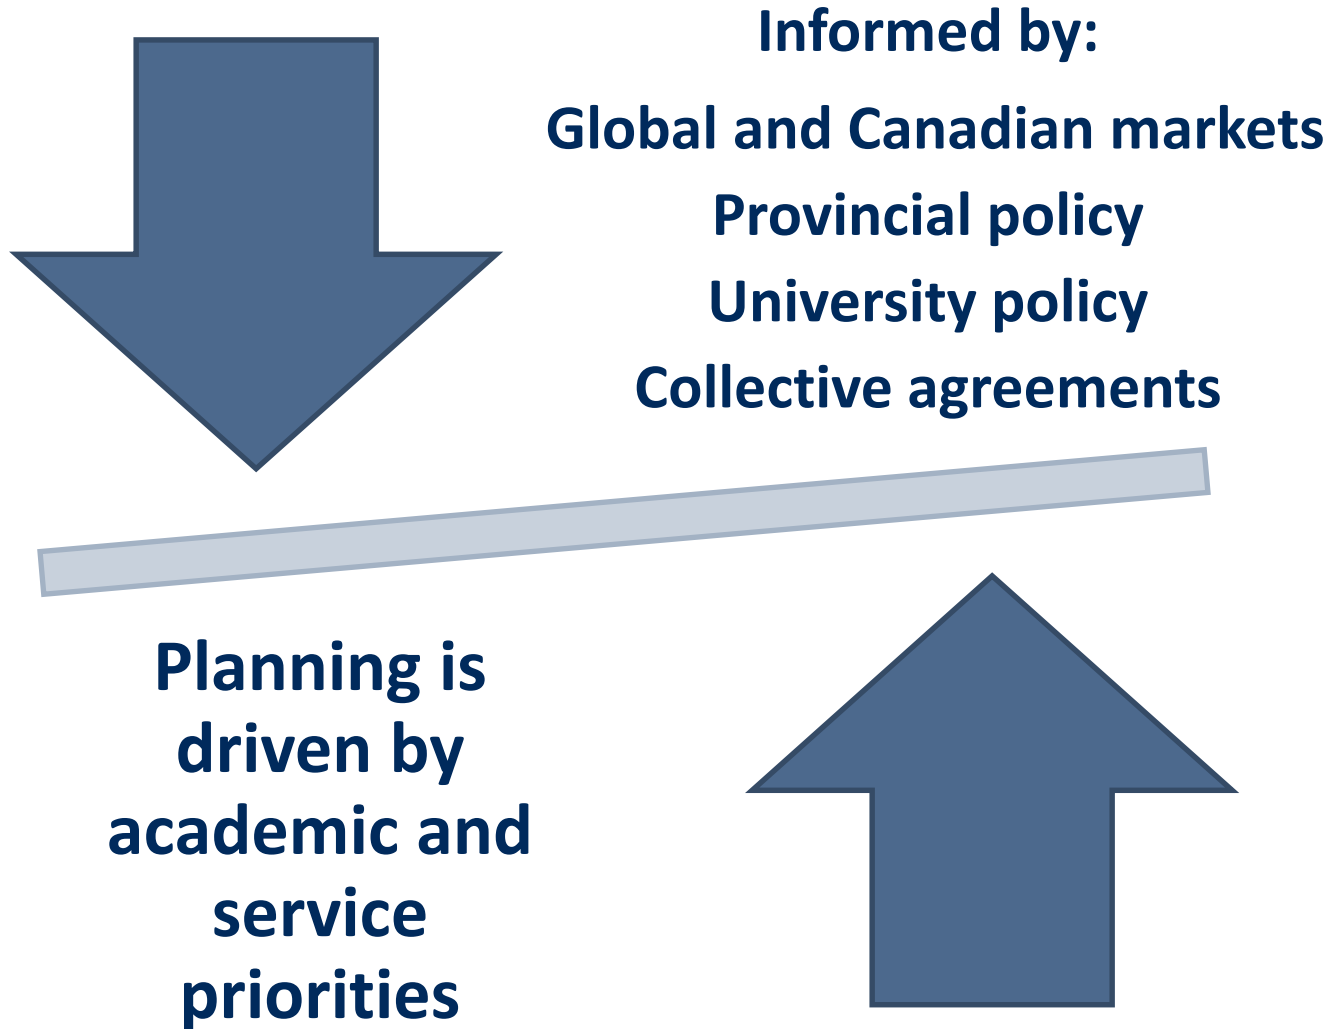 Informed by:
Global and Canadian markets
Provincial policy
University policy
Collective agreements
Planning is
driven by
academic and
service
priorities